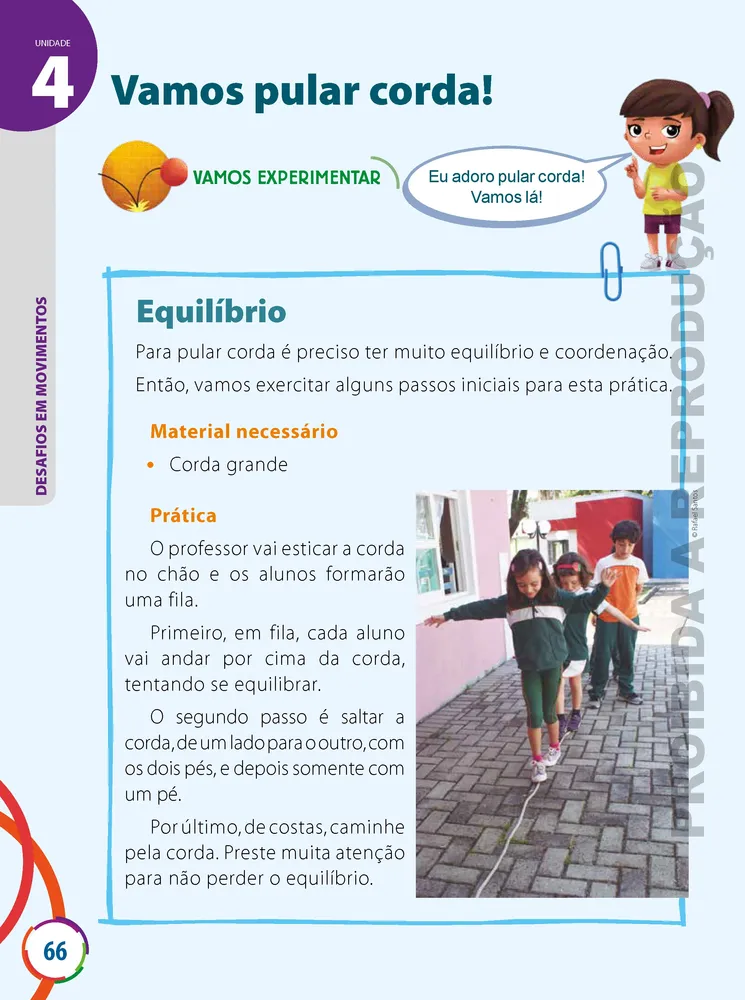 UNIDADE
4
Vamos pular corda!
VAMOS EXPERIMENTAR
Eu adoro pular corda!
Vamos lá!
DESAFIOS EM MOVIMENTOS
Equilíbrio
Para pular corda é preciso ter muito equilíbrio e coordenação.
Então, vamos exercitar alguns passos iniciais para esta prática.
Material necessário
• Corda grande
Prática
O professor vai esticar a corda
no chão e os alunos formarão
uma fila.
Primeiro, em fila, cada aluno
vai andar por cima da corda,
tentando se equilibrar.
O segundo passo é saltar a
corda, de um lado para o outro, com
os dois pés, e depois somente com
um pé.
Por último, de costas, caminhe
pela corda. Preste muita atenção
para não perder o equilíbrio.
© Rafael Santos
PROIBIDA A REPRODUÇÃO
66